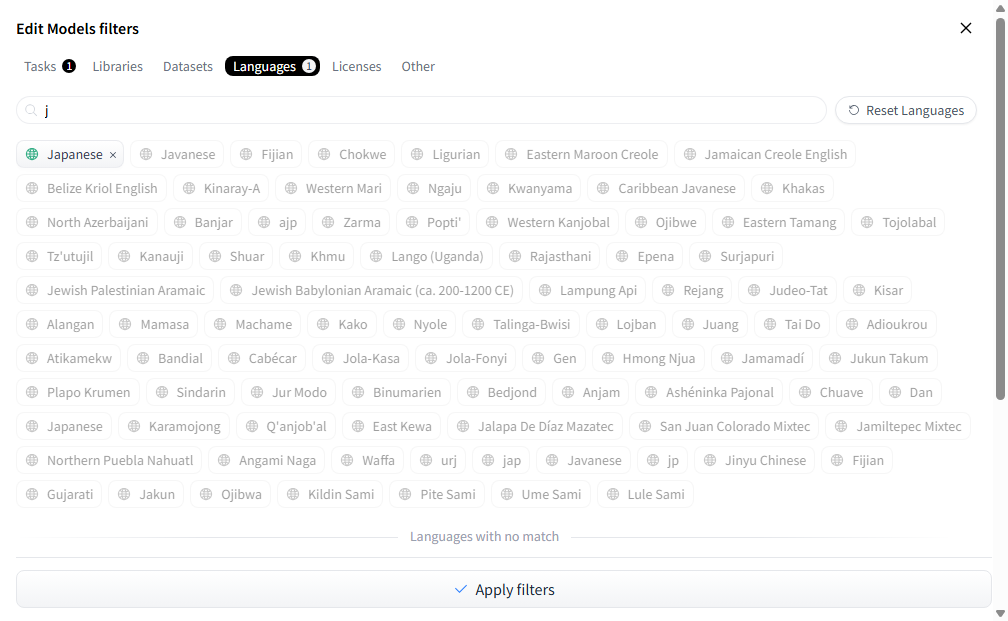 Edit Models filters
Tasks 1 Libraries Datasets Languages 1 Licenses Other
j Reset Languages
Japanese × Javanese Fijian Chokwe Ligurian Eastern Maroon Creole Jamaican Creole English
Belize Kriol English Kinaray-A Western Mari Ngaju Kwanyama Caribbean Javanese Khakas
North Azerbaijani Banjar ajp Zarma Popti' Western Kanjobal Ojibwe Eastern Tamang Tojolabal
Tz'utujil Kanauji Shuar Khmu Lango (Uganda) Rajasthani Epena Surjapuri
Jewish Palestinian Aramaic Jewish Babylonian Aramaic (ca. 200-1200 CE) Lampung Api Rejang Judeo-Tat Kisar
Alangan Mamasa Machame Kako Nyole Talinga-Bwisi Lojban Juang Tai Do Adioukrou
Atikamekw Bandial Cabécar Jola-Kasa Jola-Fonyi Gen Hmong Njua Jamamadí Jukun Takum
Plapo Krumen Sindarin Jur Modo Binumarien Bedjond Anjam Ashéninka Pajonal Chuave Dan
Japanese Karamojong Q'anjob'al East Kewa Jalapa De Díaz Mazatec San Juan Colorado Mixtec Jamiltepec Mixtec
Northern Puebla Nahuatl Angami Naga Waffa urj jap Javanese jp Jinyu Chinese Fijian
Gujarati Jakun Ojibwa Kildin Sami Pite Sami Ume Sami Lule Sami
Languages with no match
Apply filters